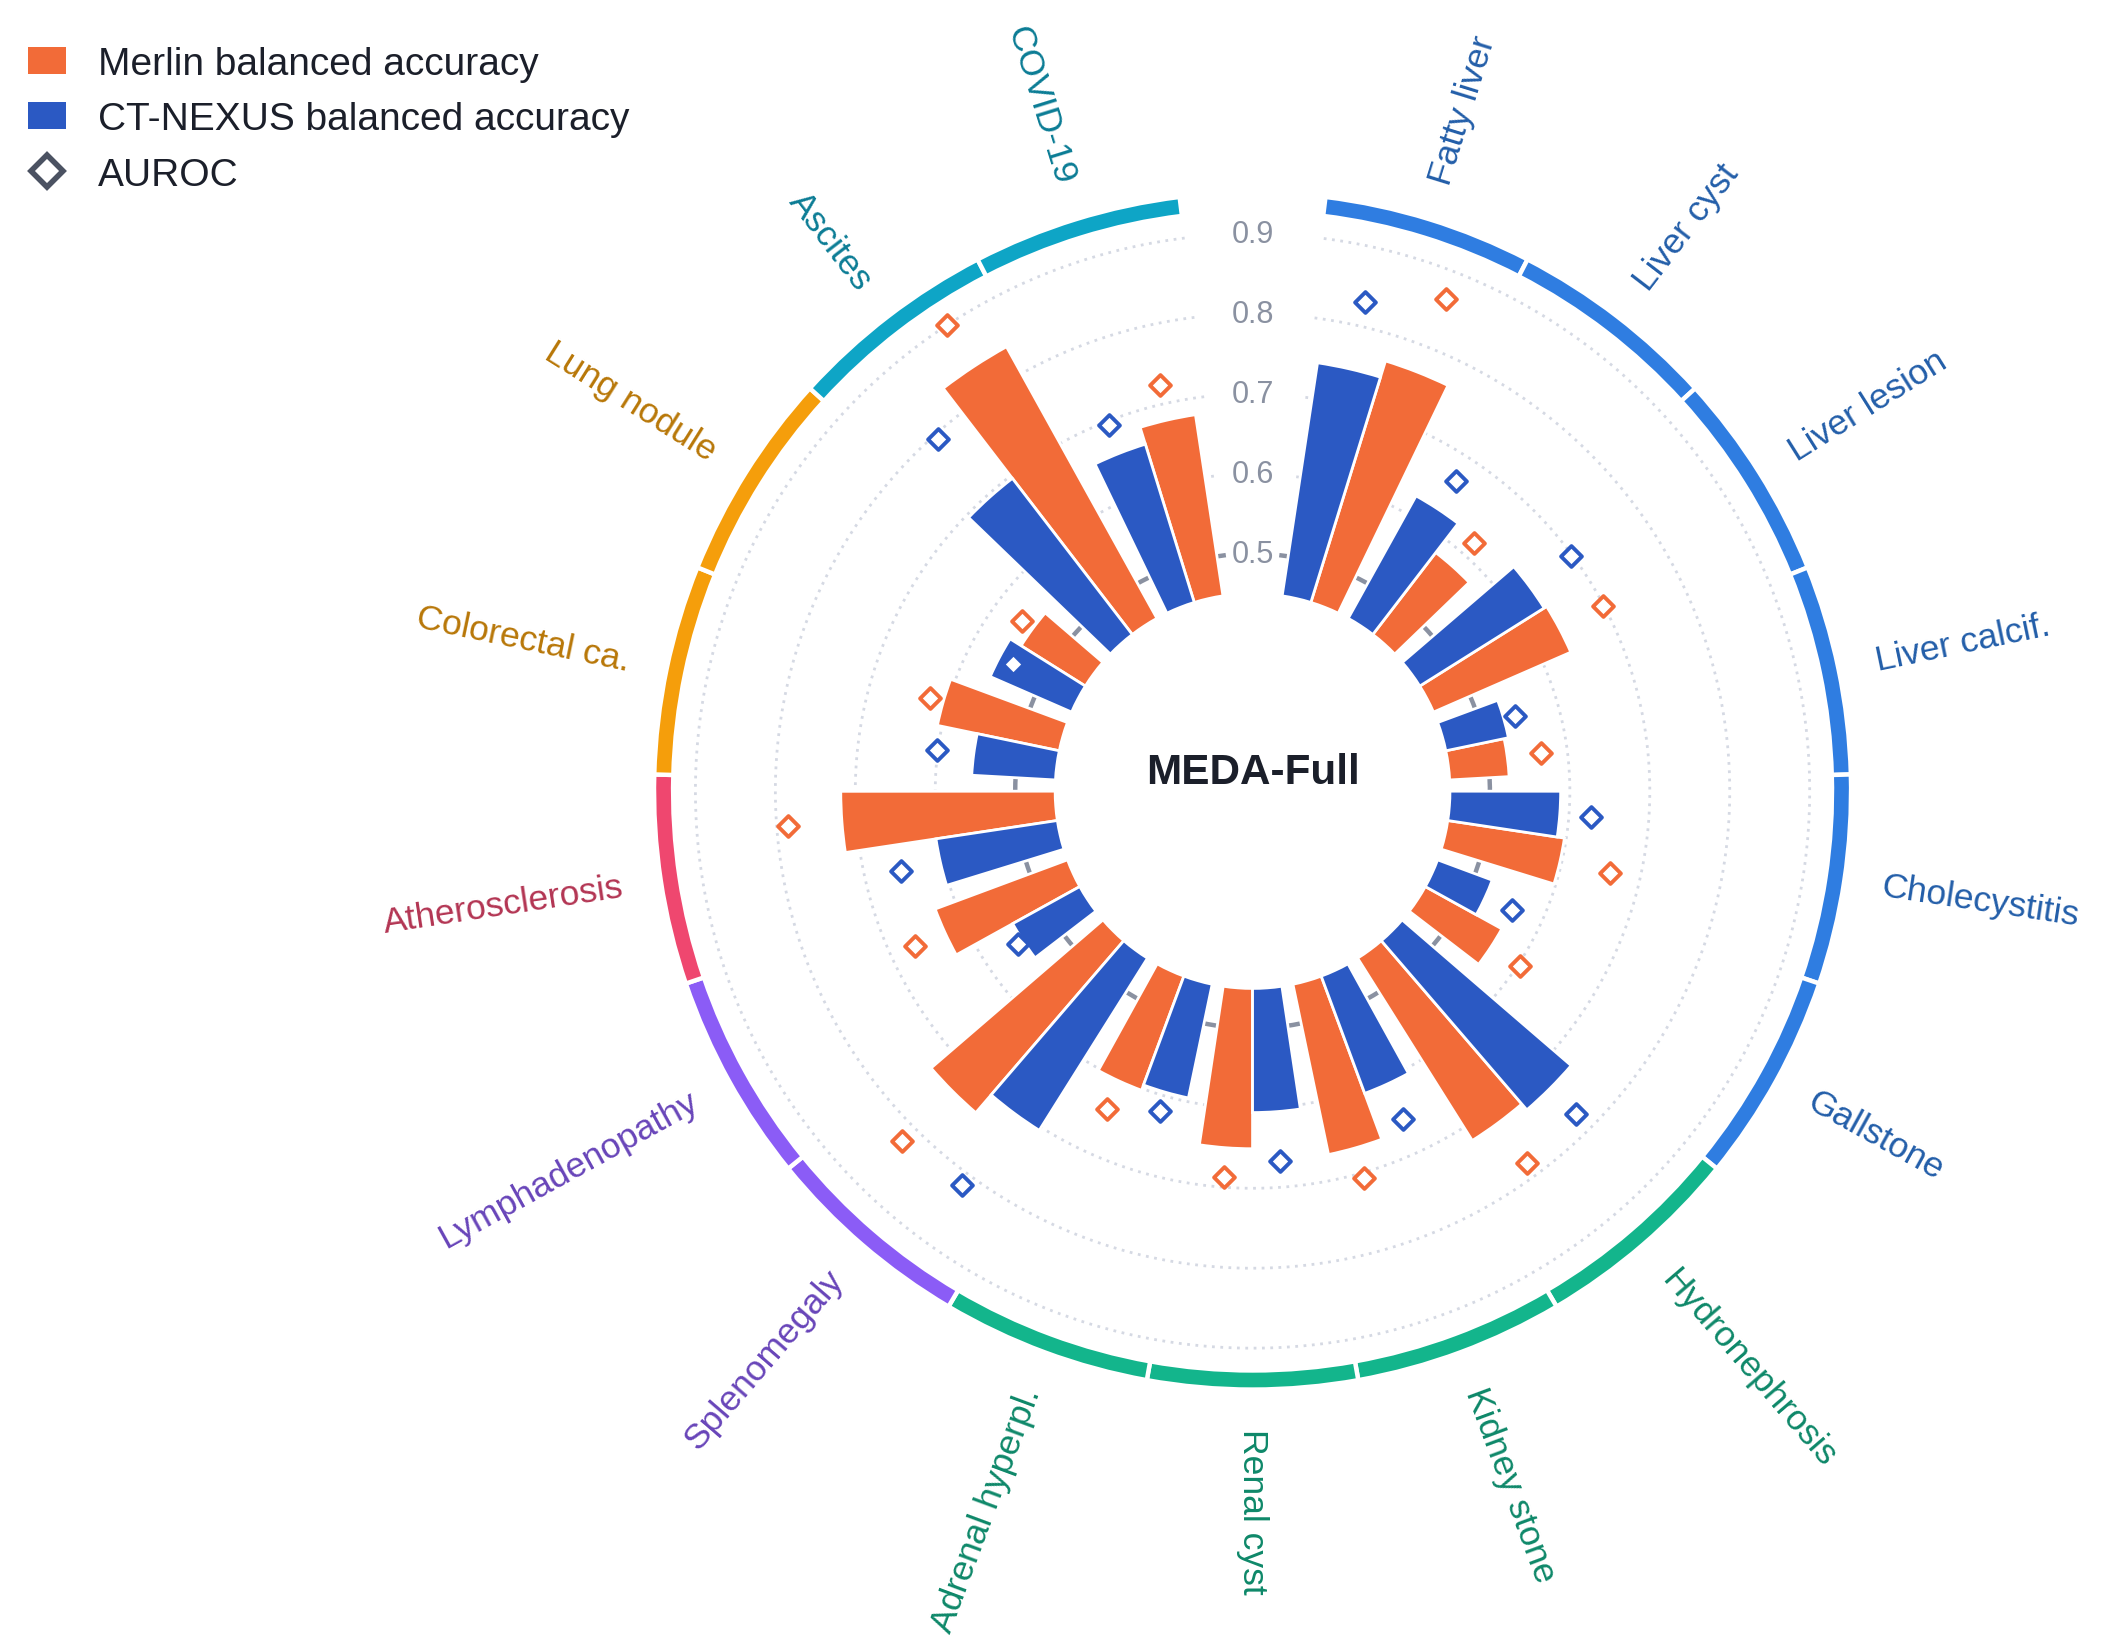 Merlin balanced accuracy
CT-NEXUS balanced accuracy
AUROC
COVID-19
Fatty liver
Liver cyst
Liver lesion
Liver calcif.
Cholecystitis
Gallstone
Hydronephrosis
Kidney stone
Renal cyst
Adrenal hyperpl.
Splenomegaly
Lymphadenopathy
Atherosclerosis
Colorectal ca.
Lung nodule
Ascites
0.9
0.8
0.7
0.6
0.5
MEDA-Full